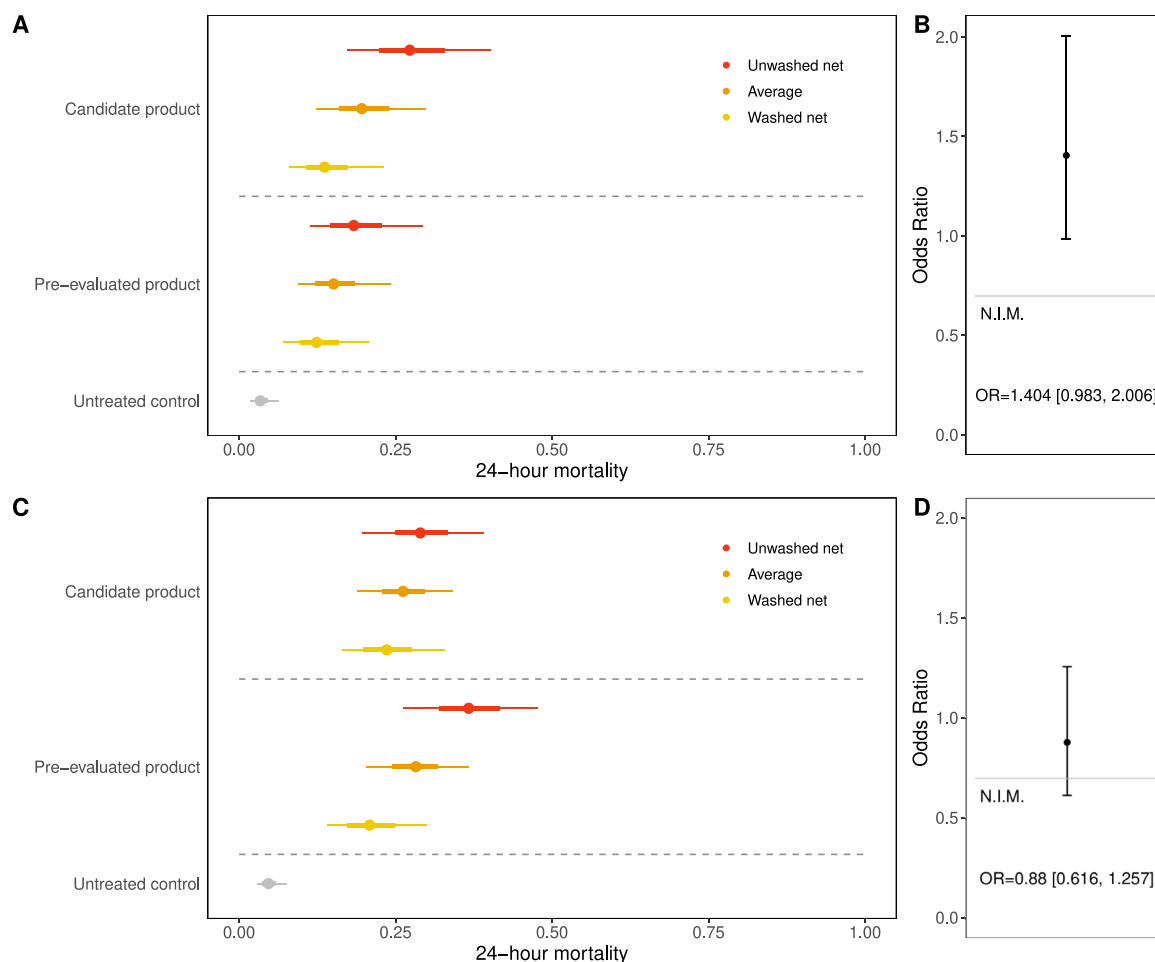 A
Candidate product
Pre−evaluated product
Untreated control
Unwashed net
Average
Washed net
0.00
0.25
0.50
0.75
1.00
24−hour mortality
B
Odds Ratio
2.0
1.5
1.0
0.5
0.0
N.I.M.
OR=1.404 [0.983, 2.006]
C
Candidate product
Pre−evaluated product
Untreated control
Unwashed net
Average
Washed net
0.00
0.25
0.50
0.75
1.00
24−hour mortality
D
Odds Ratio
2.0
1.5
1.0
0.5
0.0
N.I.M.
OR=0.88 [0.616, 1.257]